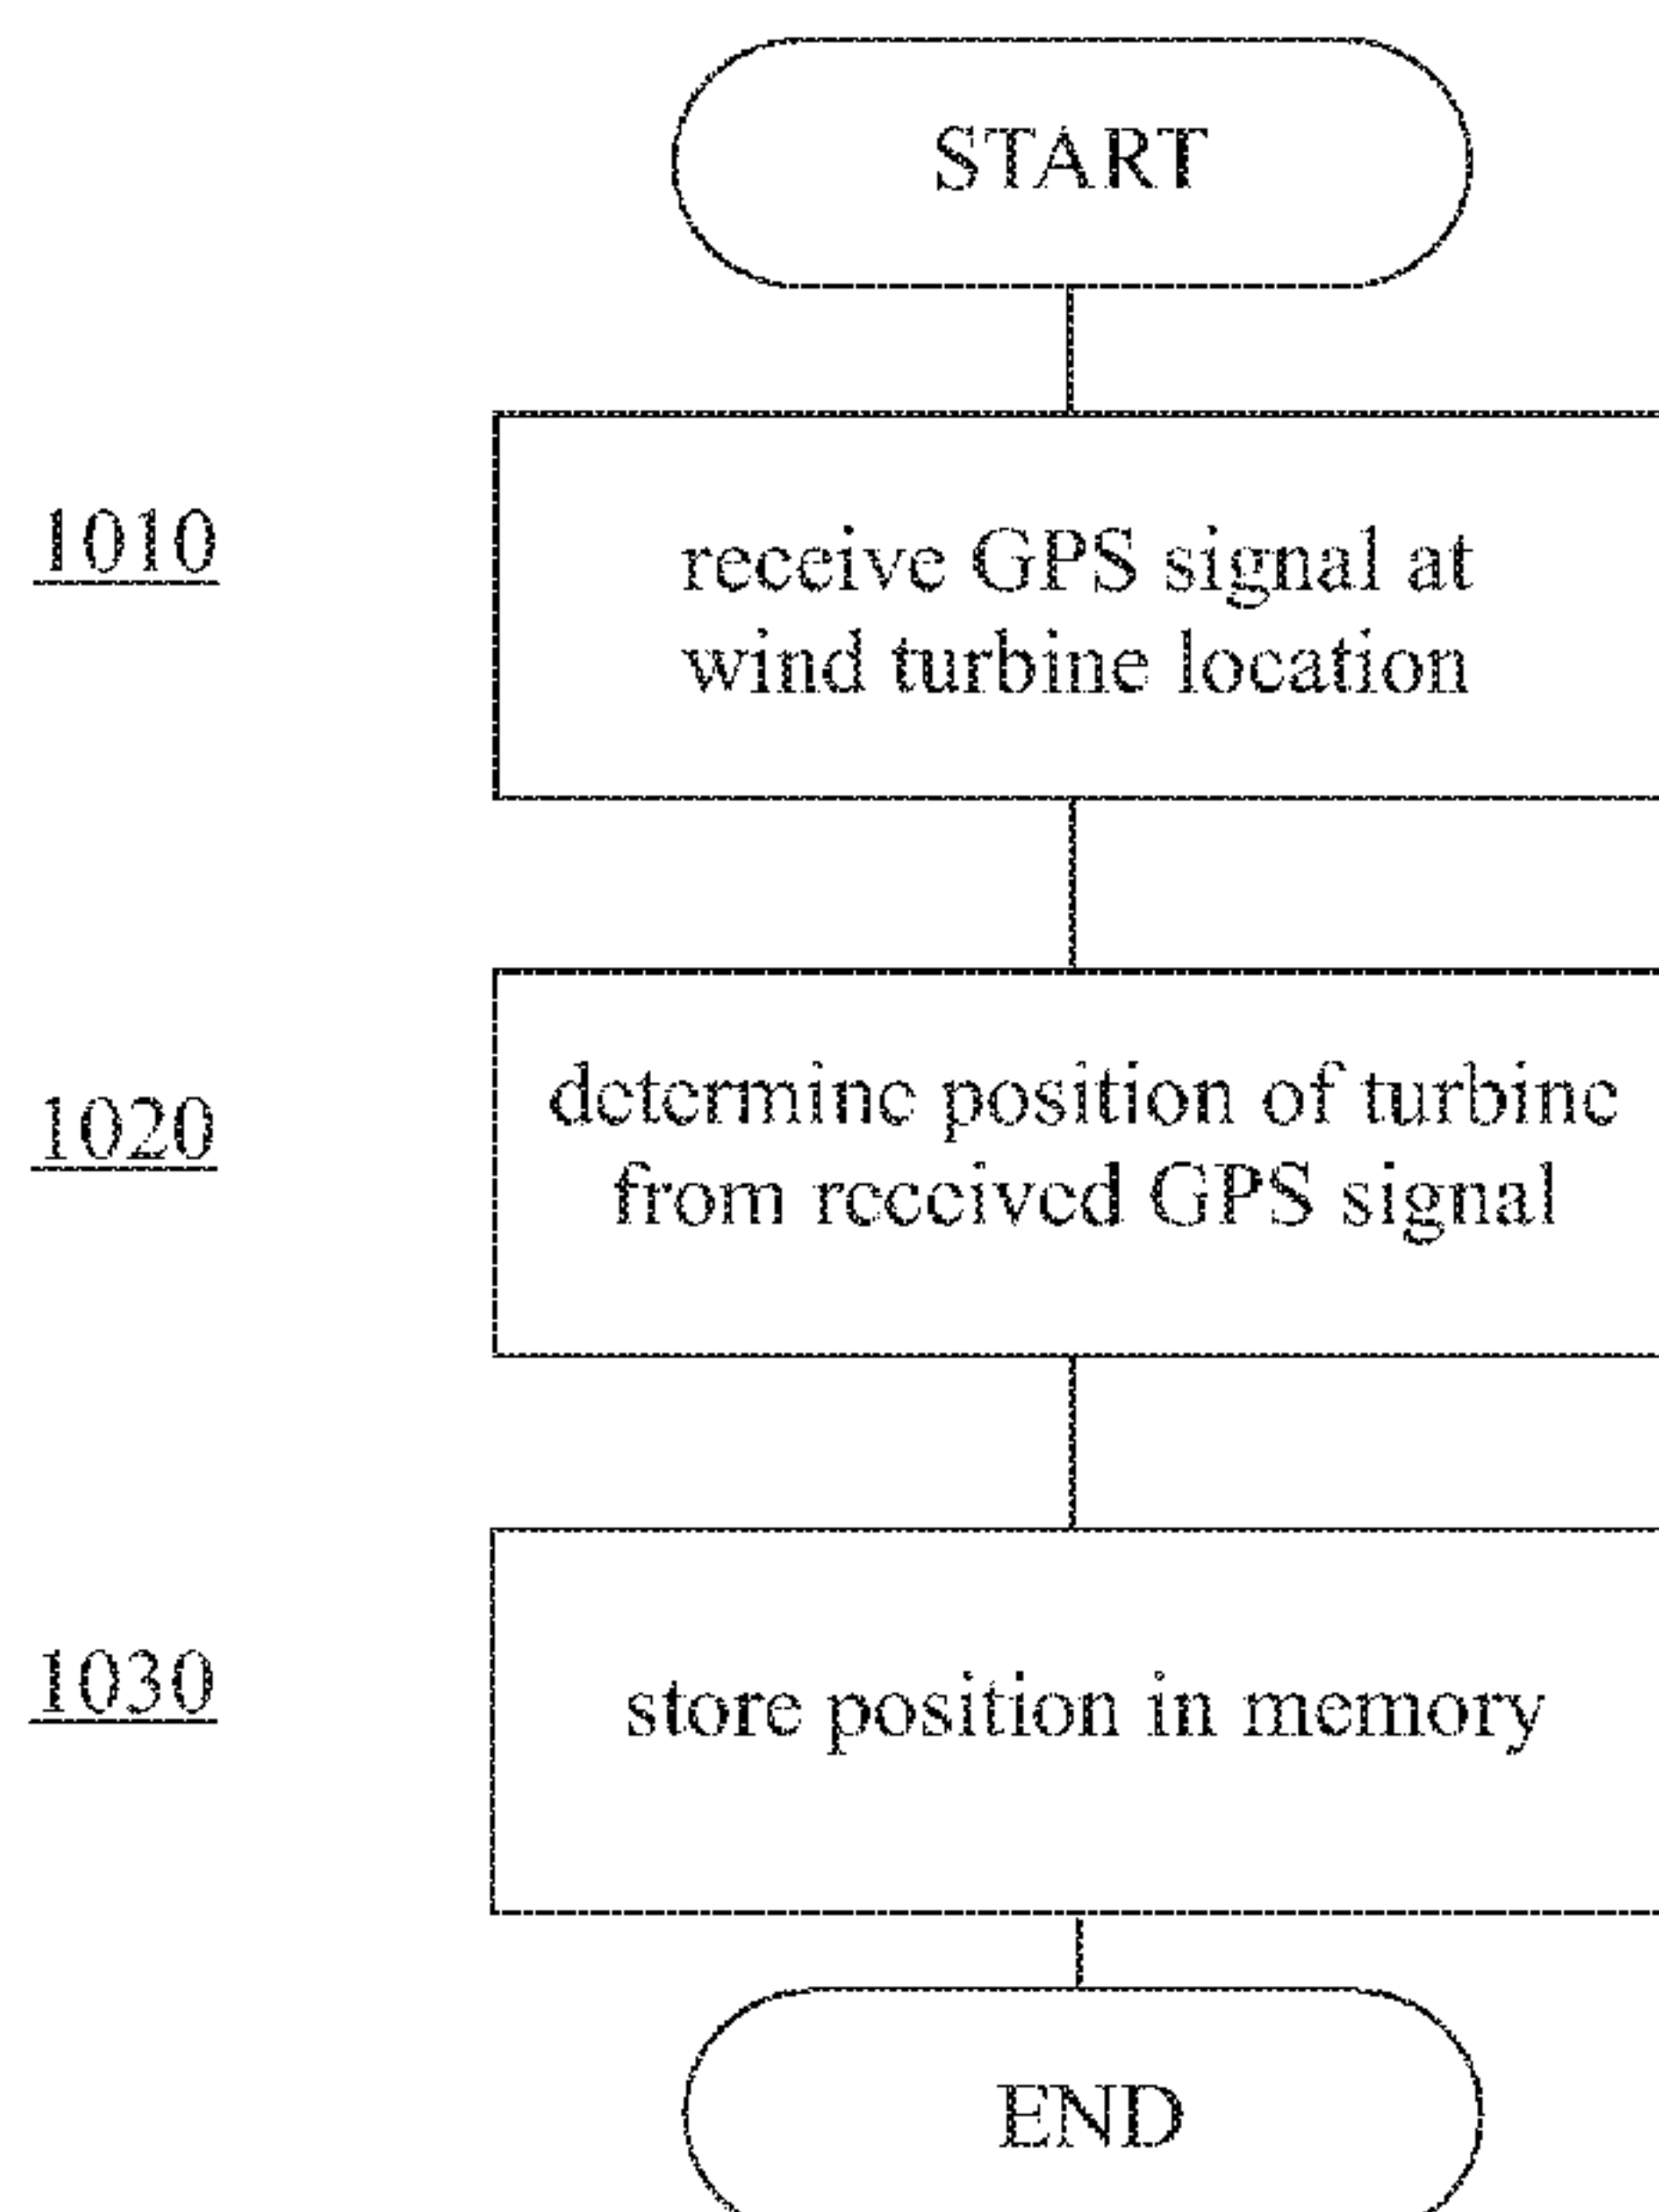 START
1010
receive GPS signal at
wind turbine location
1020
determine position of turbine
from received GPS signal
1030
store position in memory
END